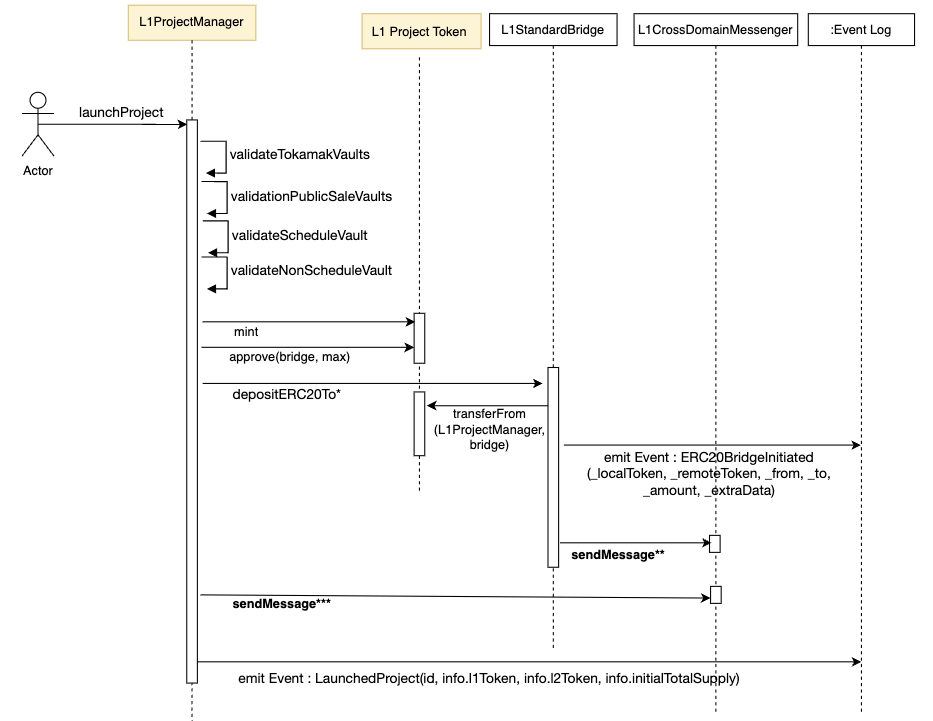 L1ProjectManager
L1 Project Token
L1StandardBridge
L1CrossDomainMessenger
:Event Log
launchProject
Actor
validateTokamakVaults
validationPublicSaleVaults
validateScheduleVault
validateNonScheduleVault
mint
approve(bridge, max)
depositERC20To*
transferFrom
(L1ProjectManager,
bridge)
emit Event : ERC20BridgeInitiated
(_localToken, _remoteToken, _from, _to,
_amount, _extraData)
sendMessage**
sendMessage***
emit Event : LaunchedProject(id, info.l1Token, info.l2Token, info.initialTotalSupply)